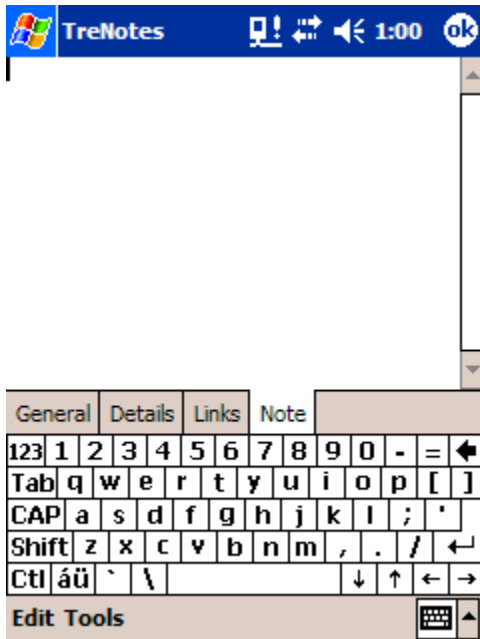 TreNotes 1:00 ok
General Details Links Note
123 1 2 3 4 5 6 7 8 9 0 - =
Tab q w e r t y u i o p [ ]
CAP a s d f g h j k l ; '
Shift z x c v b n m , . /
Ctl áü ` \ ↓ ↑ ← →
Edit Tools